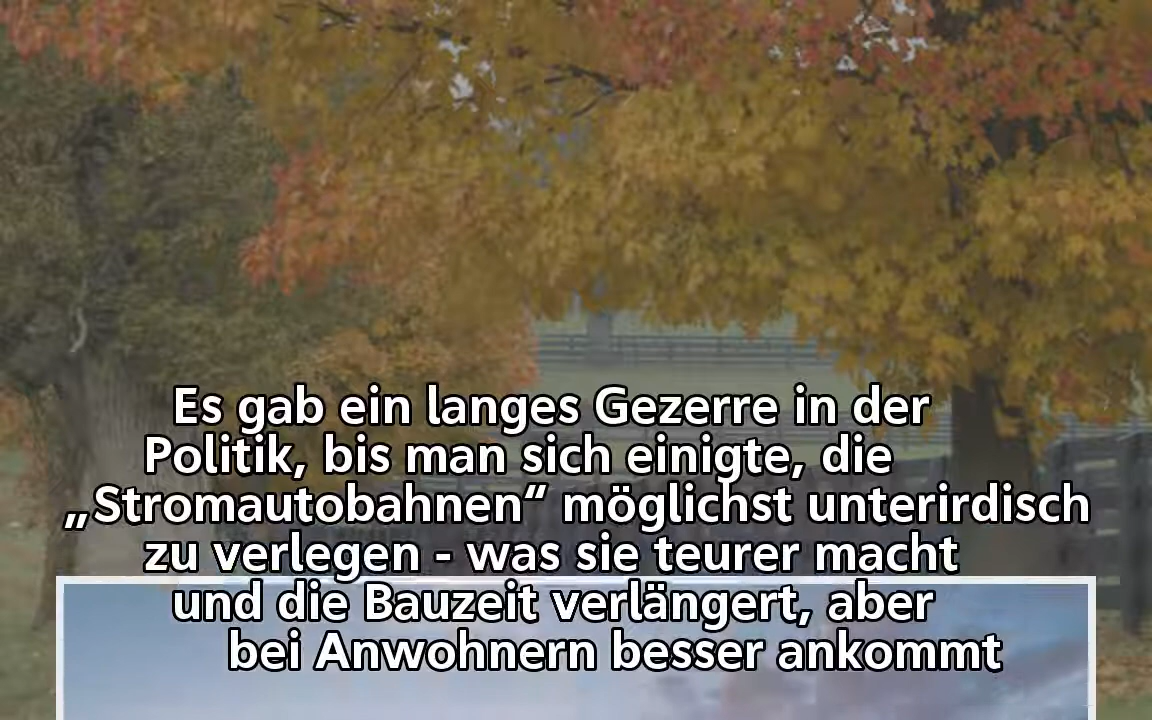 Es gab ein langes Gezerre in der
Politik, bis man sich einigte, die
„Stromautobahnen“ möglichst unterirdisch
zu verlegen - was sie teurer macht
und die Bauzeit verlängert, aber
bei Anwohnern besser ankommt